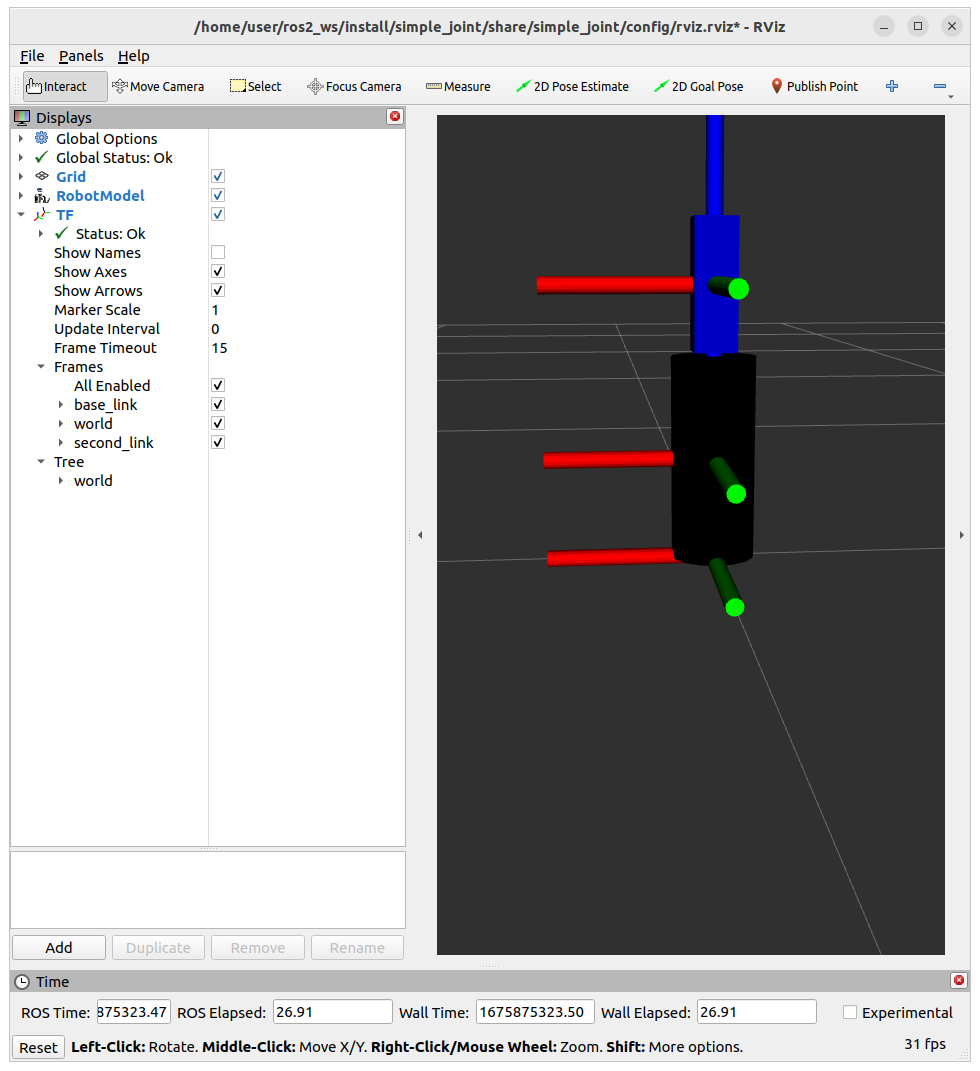 /home/user/ros2_ws/install/simple_joint/share/simple_joint/config/rviz.rviz* - RViz
File Panels Help
Interact Move Camera Select Focus Camera Measure 2D Pose Estimate 2D Goal Pose Publish Point
Displays
Global Options
Global Status: Ok
Grid
RobotModel
TF
Status: Ok
Show Names
Show Axes
Show Arrows
Marker Scale 1
Update Interval 0
Frame Timeout 15
Frames
All Enabled
base_link
world
second_link
Tree
world
Add Duplicate Remove Rename
Time
ROS Time: 875323.47 ROS Elapsed: 26.91 Wall Time: 1675875323.50 Wall Elapsed: 26.91 Experimental
Reset Left-Click: Rotate. Middle-Click: Move X/Y. Right-Click/Mouse Wheel: Zoom. Shift: More options. 31 fps